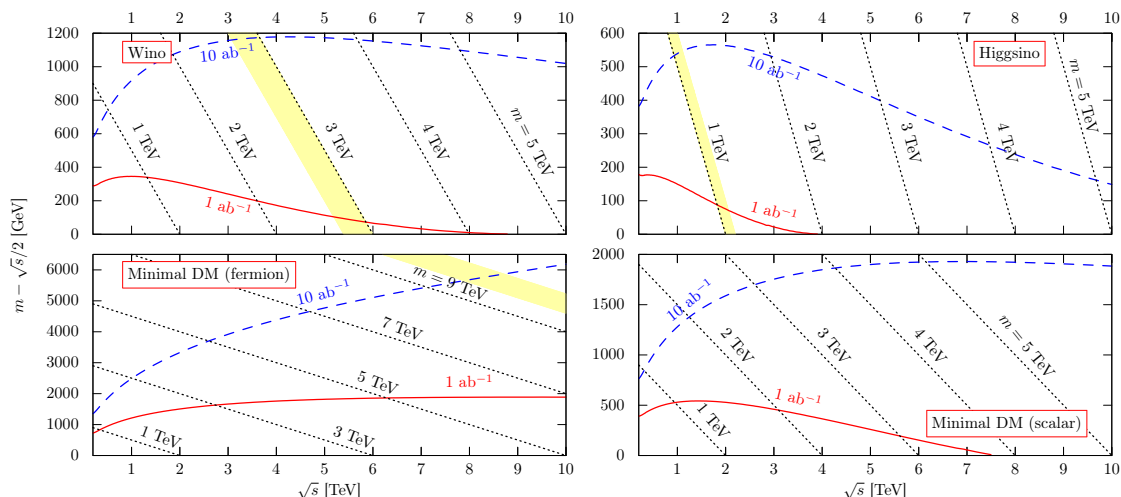 1 2 3 4 5 6 7 8 9 10
1 2 3 4 5 6 7 8 9 10
m − √s/2 [GeV]
1200
1000
800
600
400
200
0
Wino
10 ab⁻¹
1 TeV
2 TeV
3 TeV
4 TeV
m = 5 TeV
1 ab⁻¹
600
500
400
300
200
100
0
Higgsino
10 ab⁻¹
1 TeV
2 TeV
3 TeV
4 TeV
m = 5 TeV
1 ab⁻¹
6000
5000
4000
3000
2000
1000
0
Minimal DM (fermion)
10 ab⁻¹
m = 9 TeV
7 TeV
5 TeV
3 TeV
1 TeV
1 ab⁻¹
1 2 3 4 5 6 7 8 9 10
√s [TeV]
2000
1500
1000
500
0
10 ab⁻¹
1 TeV
2 TeV
3 TeV
4 TeV
m = 5 TeV
1 ab⁻¹
Minimal DM (scalar)
1 2 3 4 5 6 7 8 9 10
√s [TeV]